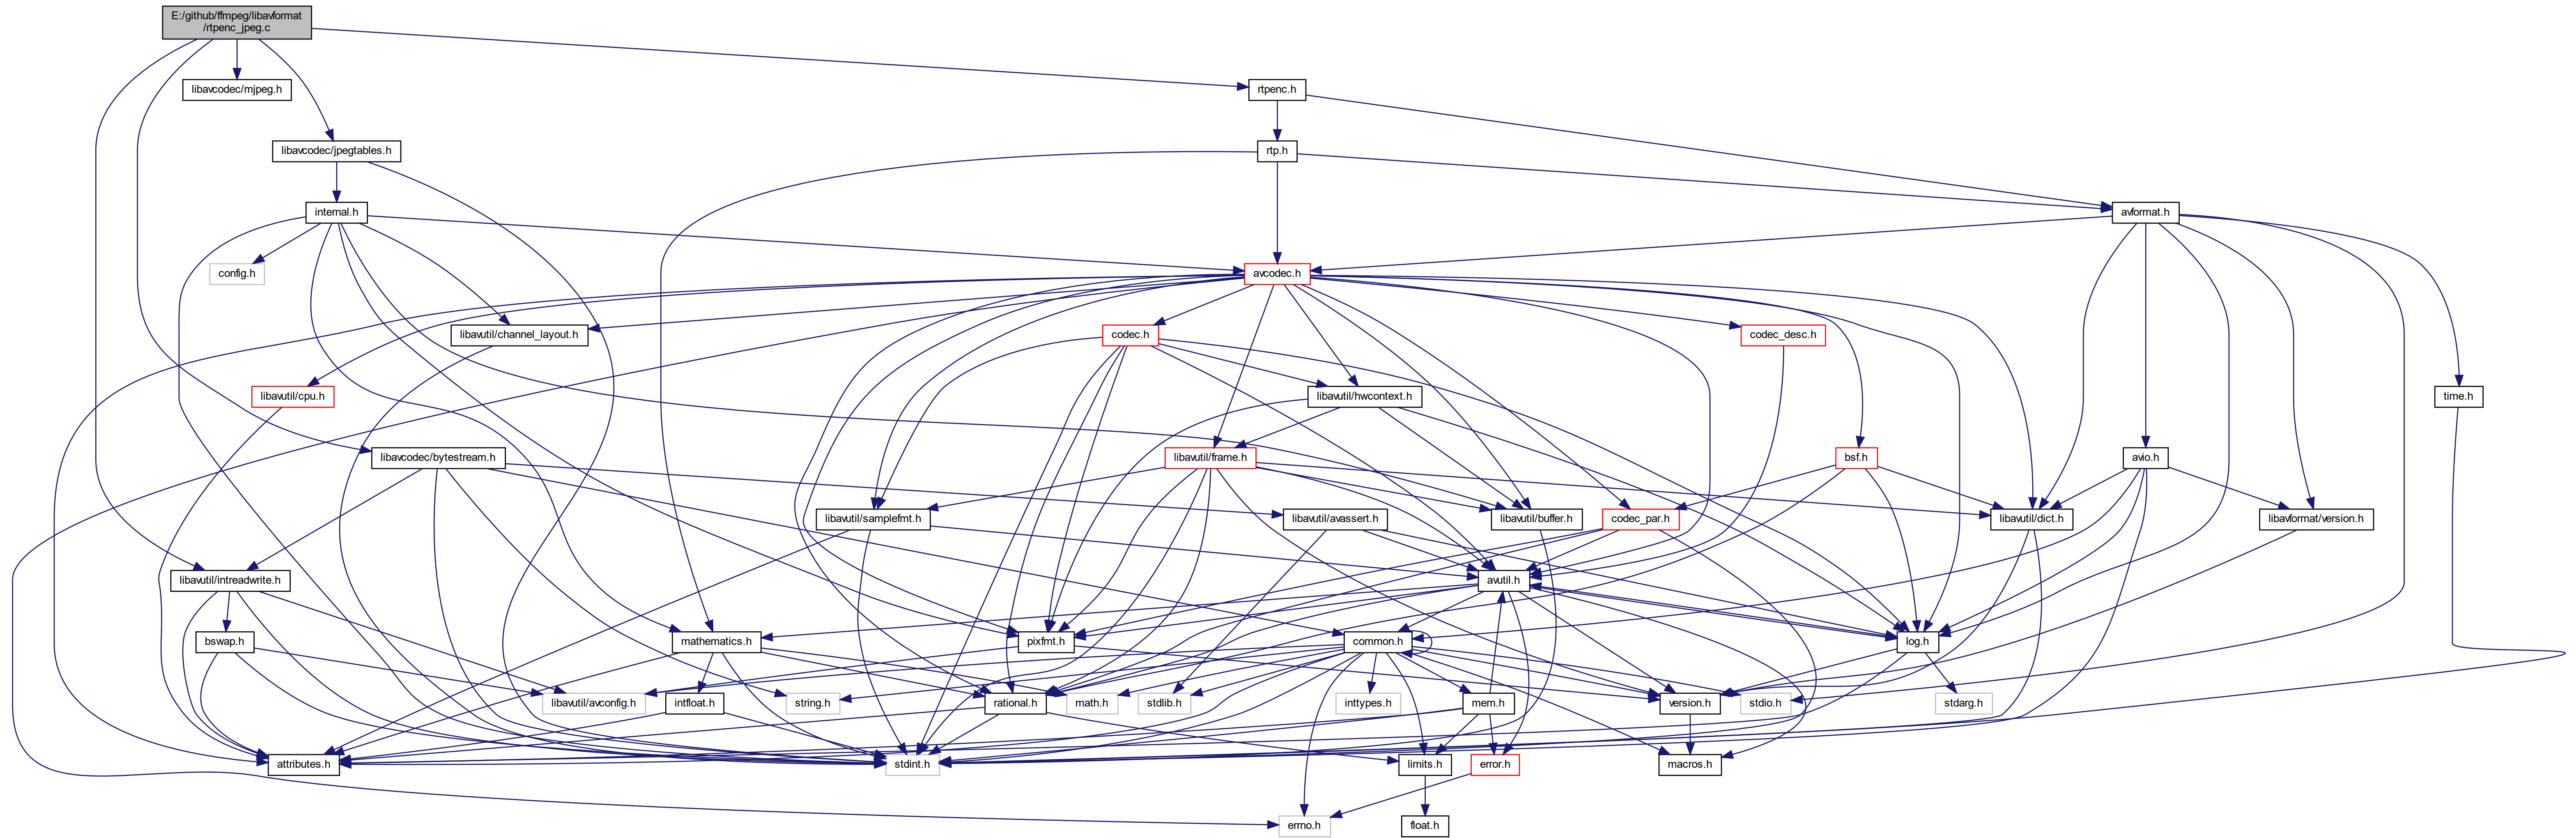 E:/github/ffmpeg/libavformat
/rtpenc_jpeg.c
libavcodec/mjpeg.h
rtpenc.h
libavcodec/jpegtables.h
rtp.h
internal.h
avformat.h
config.h
avcodec.h
libavutil/channel_layout.h
codec.h
codec_desc.h
libavutil/cpu.h
libavutil/hwcontext.h
time.h
libavcodec/bytestream.h
libavutil/frame.h
bsf.h
avio.h
libavutil/samplefmt.h
libavutil/avassert.h
libavutil/buffer.h
codec_par.h
libavutil/dict.h
libavformat/version.h
libavutil/intreadwrite.h
avutil.h
bswap.h
mathematics.h
pixfmt.h
common.h
log.h
libavutil/avconfig.h
intfloat.h
string.h
rational.h
math.h
stdlib.h
inttypes.h
mem.h
version.h
stdio.h
stdarg.h
attributes.h
stdint.h
limits.h
error.h
macros.h
errno.h
float.h